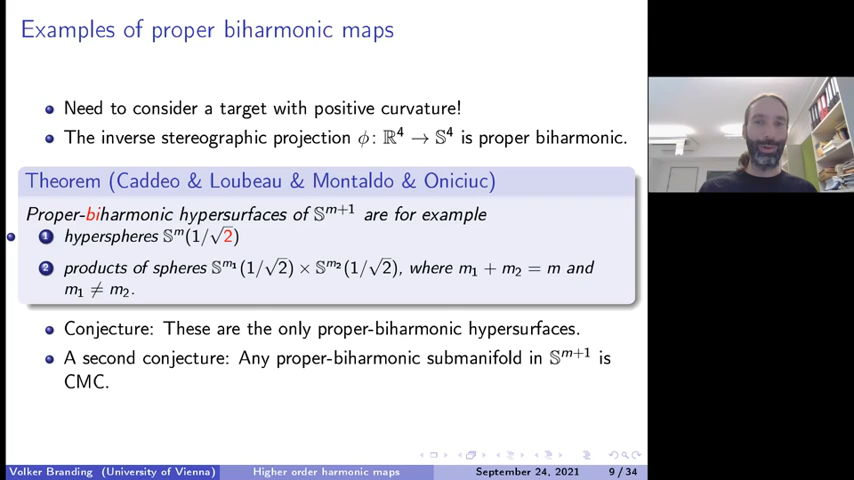 Examples of proper biharmonic maps
Need to consider a target with positive curvature!
The inverse stereographic projection ϕ: ℝ⁴ → 𝕊⁴ is proper biharmonic.
Theorem (Caddeo & Loubeau & Montaldo & Oniciuc)
Proper-biharmonic hypersurfaces of 𝕊ᵐ⁺¹ are for example
1 hyperspheres 𝕊ᵐ(1/√2)
2 products of spheres 𝕊ᵐ₁(1/√2) × 𝕊ᵐ₂(1/√2), where m₁ + m₂ = m and
m₁ ≠ m₂.
Conjecture: These are the only proper-biharmonic hypersurfaces.
A second conjecture: Any proper-biharmonic submanifold in 𝕊ᵐ⁺¹ is
CMC.
Volker Branding (University of Vienna) Higher order harmonic maps September 24, 2021 9 / 34